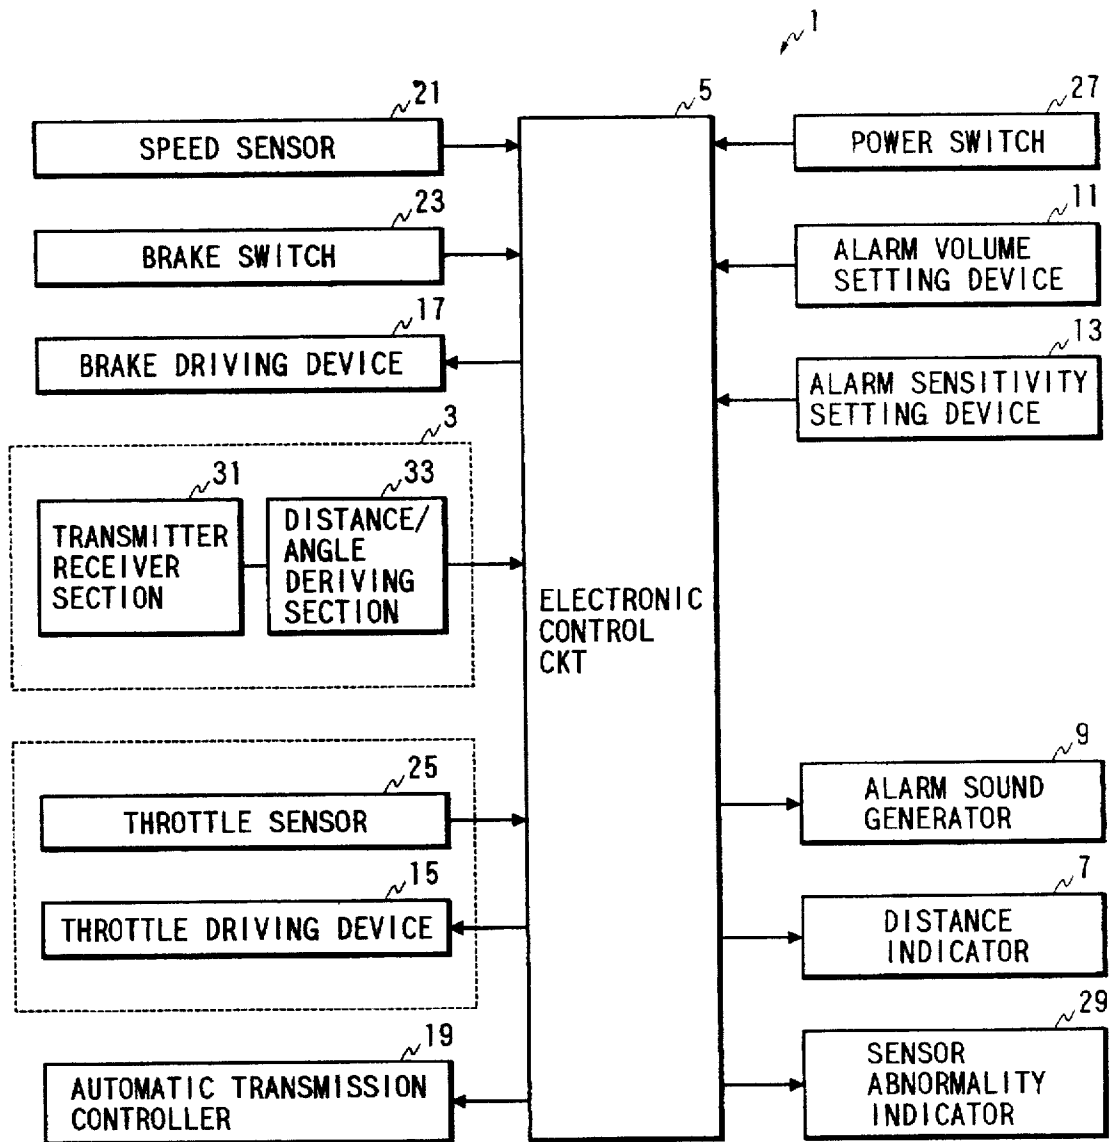 1
21
SPEED SENSOR
23
BRAKE SWITCH
17
BRAKE DRIVING DEVICE
3
31
TRANSMITTER
RECEIVER
SECTION
33
DISTANCE/
ANGLE
DERIVING
SECTION
25
THROTTLE SENSOR
15
THROTTLE DRIVING DEVICE
19
AUTOMATIC TRANSMISSION
CONTROLLER
5
ELECTRONIC
CONTROL
CKT
27
POWER SWITCH
11
ALARM VOLUME
SETTING DEVICE
13
ALARM SENSITIVITY
SETTING DEVICE
9
ALARM SOUND
GENERATOR
7
DISTANCE
INDICATOR
29
SENSOR
ABNORMALITY
INDICATOR